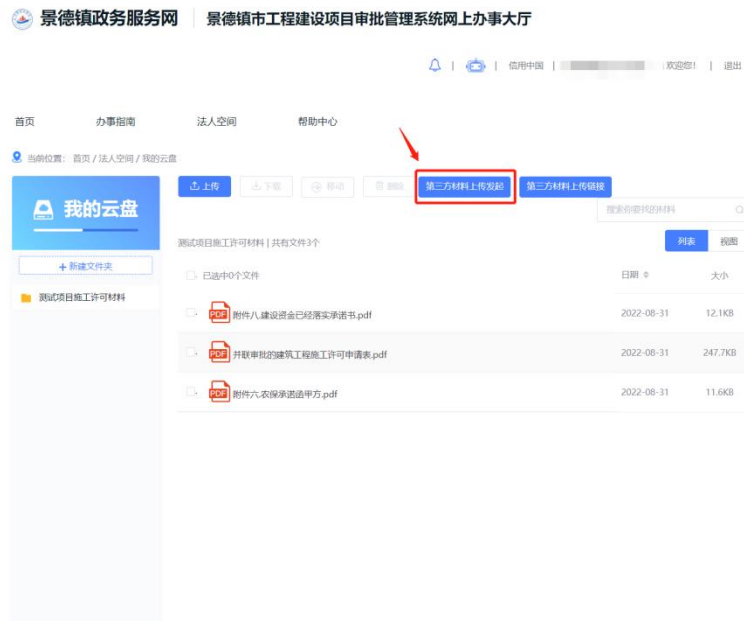 景德镇政务服务网 景德镇市工程建设项目审批管理系统网上办事大厅
信用中国 | 欢迎您! | 退出
首页 办事指南 法人空间 帮助中心
当前位置: 首页 / 法人空间 / 我的云盘
我的云盘
上传 下载 移动 删除 第三方材料上传发起 第三方材料上传链接
搜索你要找的材料
测试项目施工许可材料 | 共有文件3个 列表 视图
+ 新建文件夹
已选中0个文件 日期 大小
测试项目施工许可材料
PDF 附件八.建设资金已经落实承诺书.pdf 2022-08-31 12.1KB
PDF 并联审批的建筑工程施工许可申请表.pdf 2022-08-31 247.7KB
PDF 附件六.农保承诺函甲方.pdf 2022-08-31 11.6KB